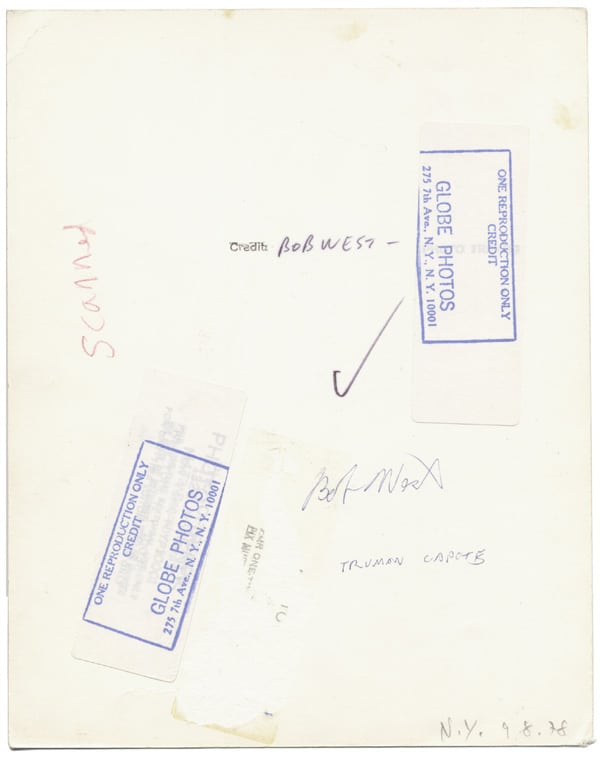 ONE REPRODUCTION ONLY
CREDIT
GLOBE PHOTOS
275 7th Ave., N.Y., N.Y. 10001
Credit: BOB WEST -
Scanned
ONE REPRODUCTION ONLY
CREDIT
GLOBE PHOTOS
275 7th Ave., N.Y., N.Y. 10001
Bob West
TRUMAN CAPOTE
N.Y. 9.8.78